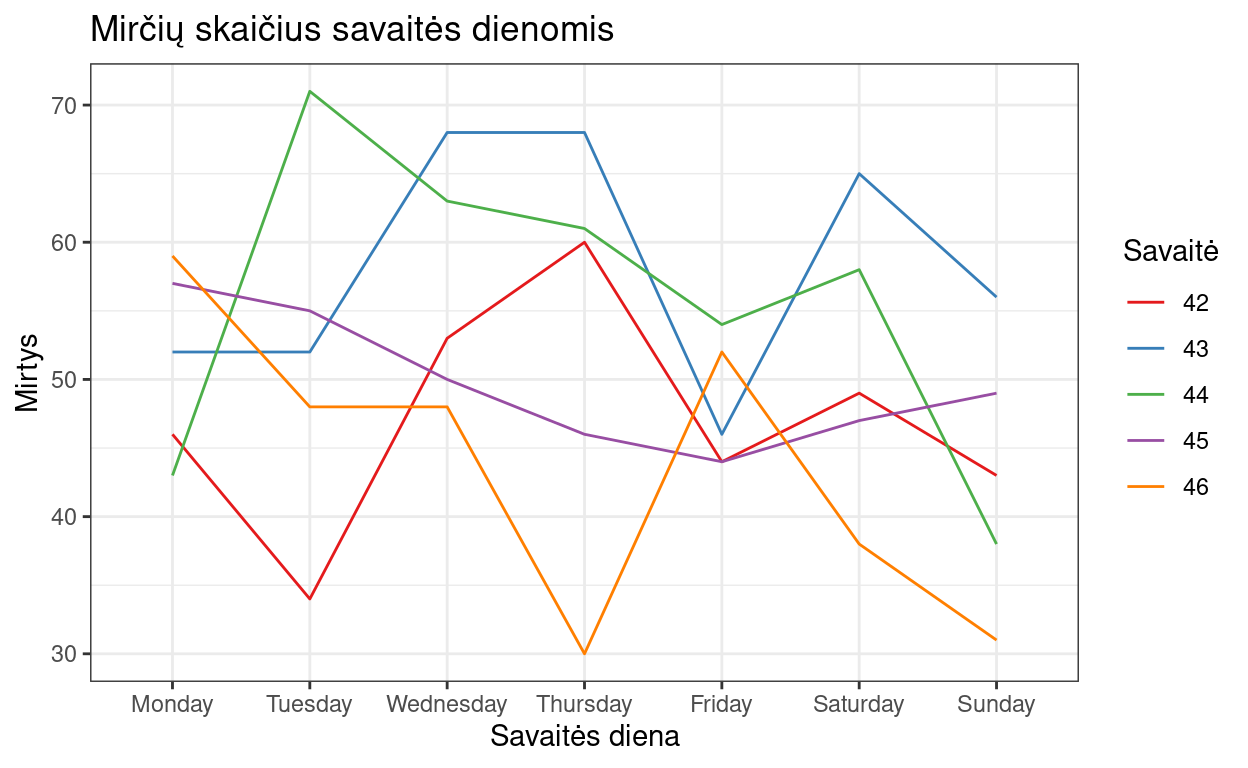 Mirčių skaičius savaitės dienomis
Mirtys
70
60
50
40
30
Monday Tuesday Wednesday Thursday Friday Saturday Sunday
Savaitės diena
Savaitė
42
43
44
45
46